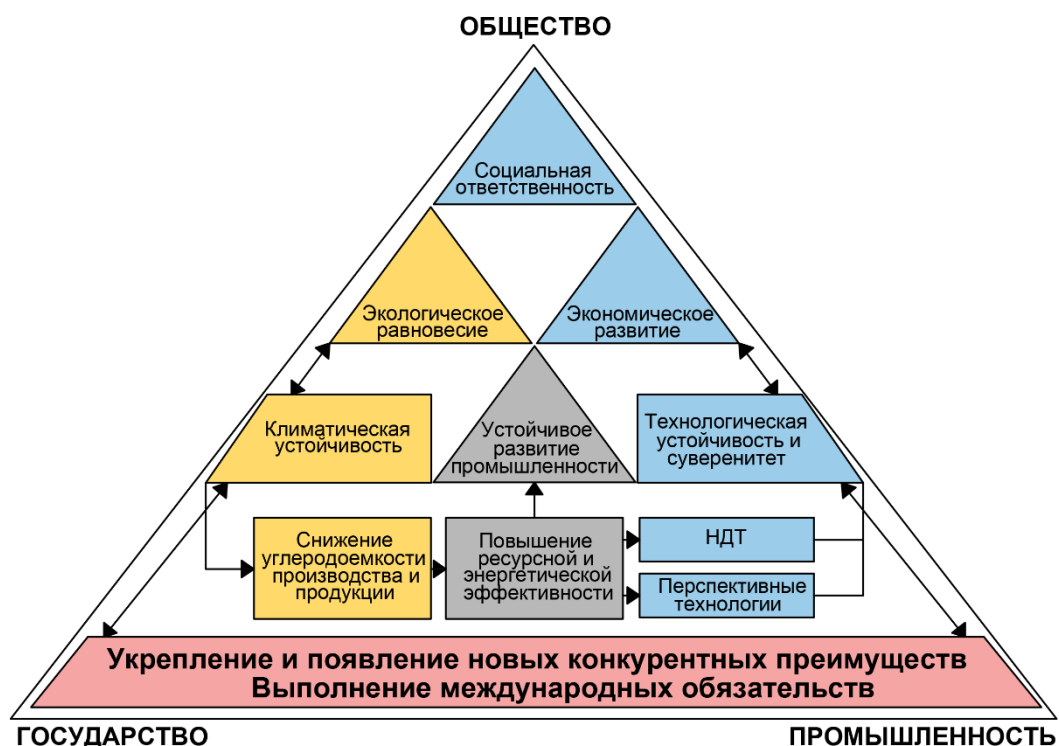 ОБЩЕСТВО
Социальная
ответственность
Экологическое
равновесие
Экономическое
развитие
Климатическая
устойчивость
Устойчивое
развитие
промышленности
Технологическая
устойчивость и
суверенитет
Снижение
углеродоемкости
производства и
продукции
Повышение
ресурсной и
энергетической
эффективности
НДТ
Перспективные
технологии
Укрепление и появление новых конкурентных преимуществ
Выполнение международных обязательств
ГОСУДАРСТВО
ПРОМЫШЛЕННОСТЬ